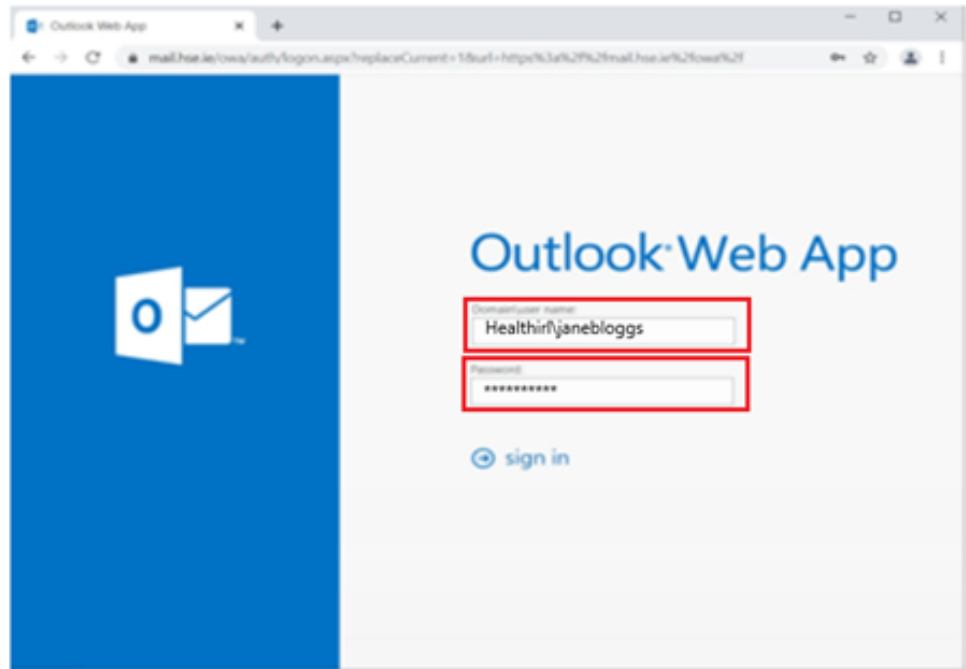 Outlook Web App
mail.hse.ie/owa/auth/logon.aspx?replaceCurrent=1&url=https%3a%2f%2fmail.hse.ie%2fowa%2f
Outlook Web App
Domain\user name:
Healthirl\janebloggs
Password:
**********
sign in